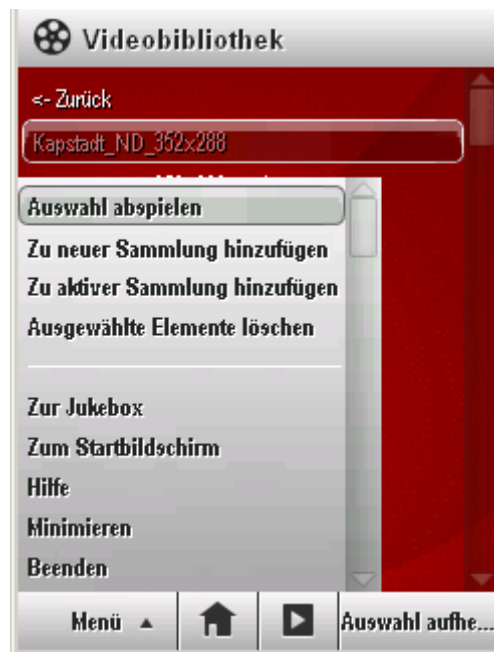 Videobibliothek
<- Zurück
Kapstadt_ND_352x288
Auswahl abspielen
Zu neuer Sammlung hinzufügen
Zu aktiver Sammlung hinzufügen
Ausgewählte Elemente löschen
Zur Jukebox
Zum Startbildschirm
Hilfe
Minimieren
Beenden
Menü ▲ Auswahl aufhe...